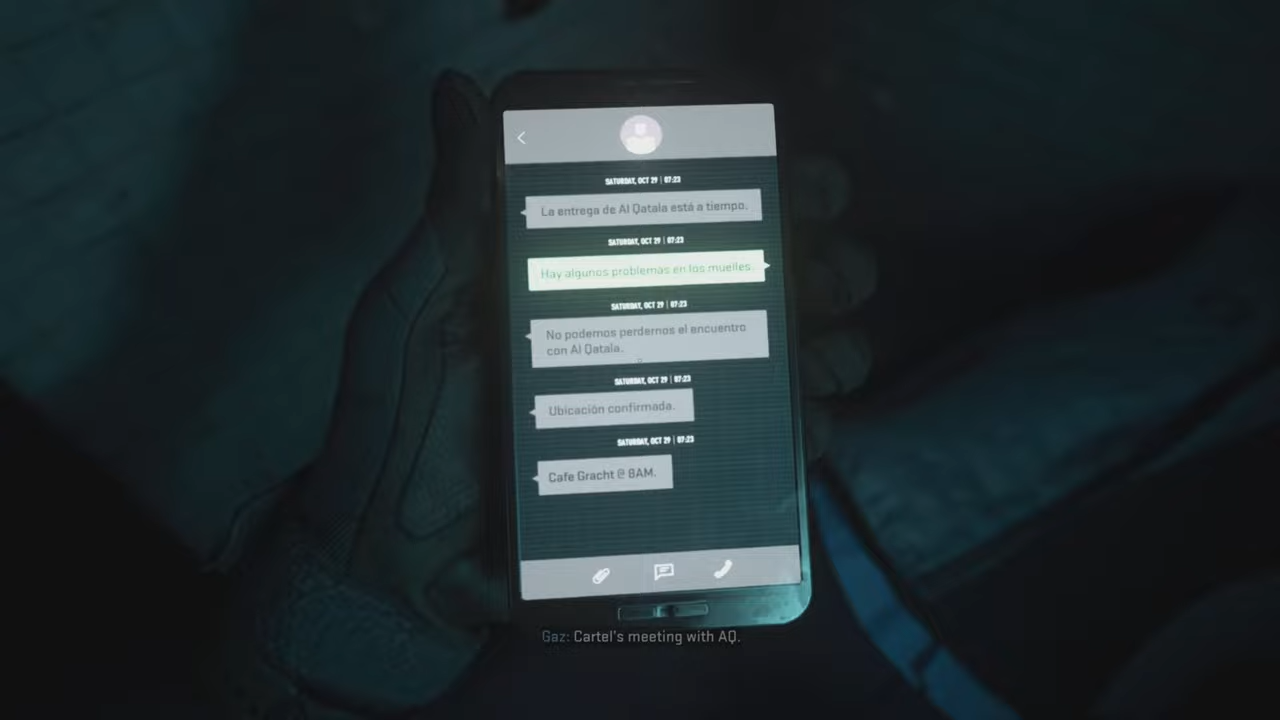 SATURDAY, OCT 29 | 07:23
La entrega de Al Qatala está a tiempo.
SATURDAY, OCT 29 | 07:23
Hay algunos problemas en los muelles.
SATURDAY, OCT 29 | 07:23
No podemos perdernos el encuentro
con Al Qatala.
SATURDAY, OCT 29 | 07:23
Ubicación confirmada.
SATURDAY, OCT 29 | 07:23
Cafe Gracht @ 8AM.
Gaz: Cartel's meeting with AQ.